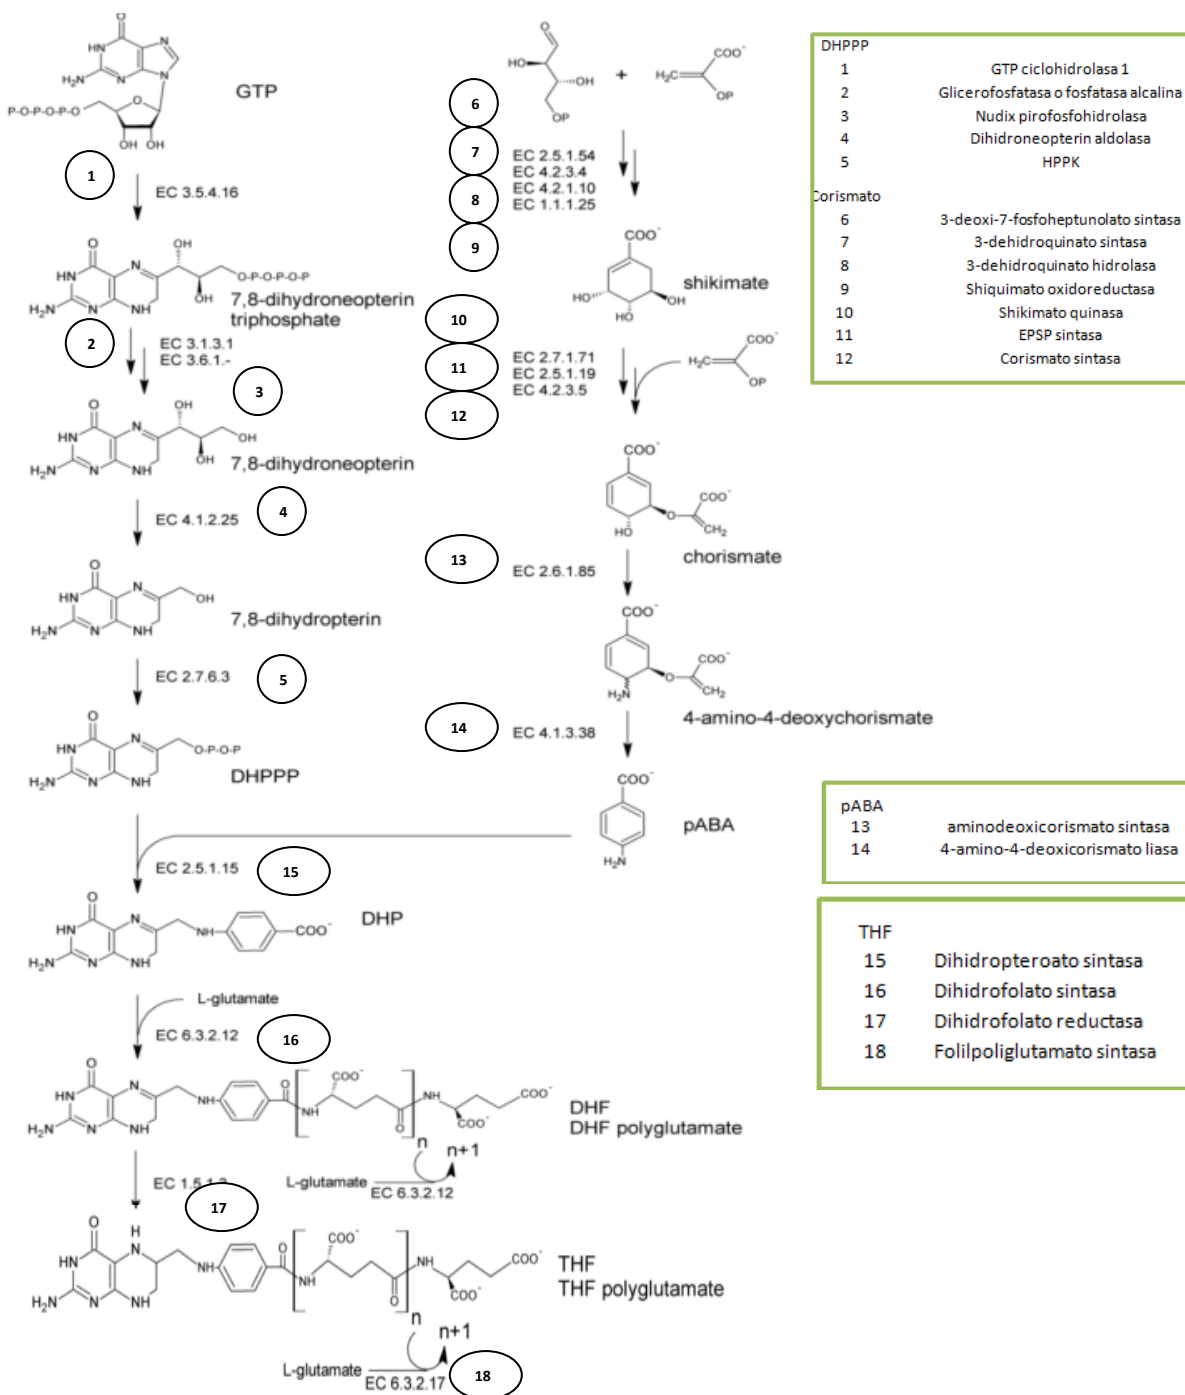 GTP
1
EC 3.5.4.16
7,8-dihydroneopterin
triphosphate
2
EC 3.1.3.1
EC 3.6.1.-
3
7,8-dihydroneopterin
EC 4.1.2.25
4
7,8-dihydropterin
EC 2.7.6.3
5
DHPPP
EC 2.5.1.15
15
DHP
L-glutamate
EC 6.3.2.12
16
DHF
DHF polyglutamate
n
n+1
L-glutamate
EC 6.3.2.12
17
THF
THF polyglutamate
n
n+1
L-glutamate
EC 6.3.2.17
18
+
6
7
8
9
EC 2.5.1.54
EC 4.2.3.4
EC 4.2.1.10
EC 1.1.1.25
shikimate
10
11
12
EC 2.7.1.71
EC 2.5.1.19
EC 4.2.3.5
chorismate
13
EC 2.6.1.85
4-amino-4-deoxychorismate
14
EC 4.1.3.38
pABA
DHPPP
1 GTP ciclohidrolasa 1
2 Glicerofosfatasa o fosfatasa alcalina
3 Nudix pirofosfohidrolasa
4 Dihidroneopterin aldolasa
5 HPPK
Corismato
6 3-deoxi-7-fosfoheptunolato sintasa
7 3-dehidroquinato sintasa
8 3-dehidroquinato hidrolasa
9 Shiquimato oxidoreductasa
10 Shikimato quinasa
11 EPSP sintasa
12 Corismato sintasa
pABA
13 aminodeoxicorismato sintasa
14 4-amino-4-deoxicorismato liasa
THF
15 Dihidropteroato sintasa
16 Dihidrofolato sintasa
17 Dihidrofolato reductasa
18 Folilpoliglutamato sintasa